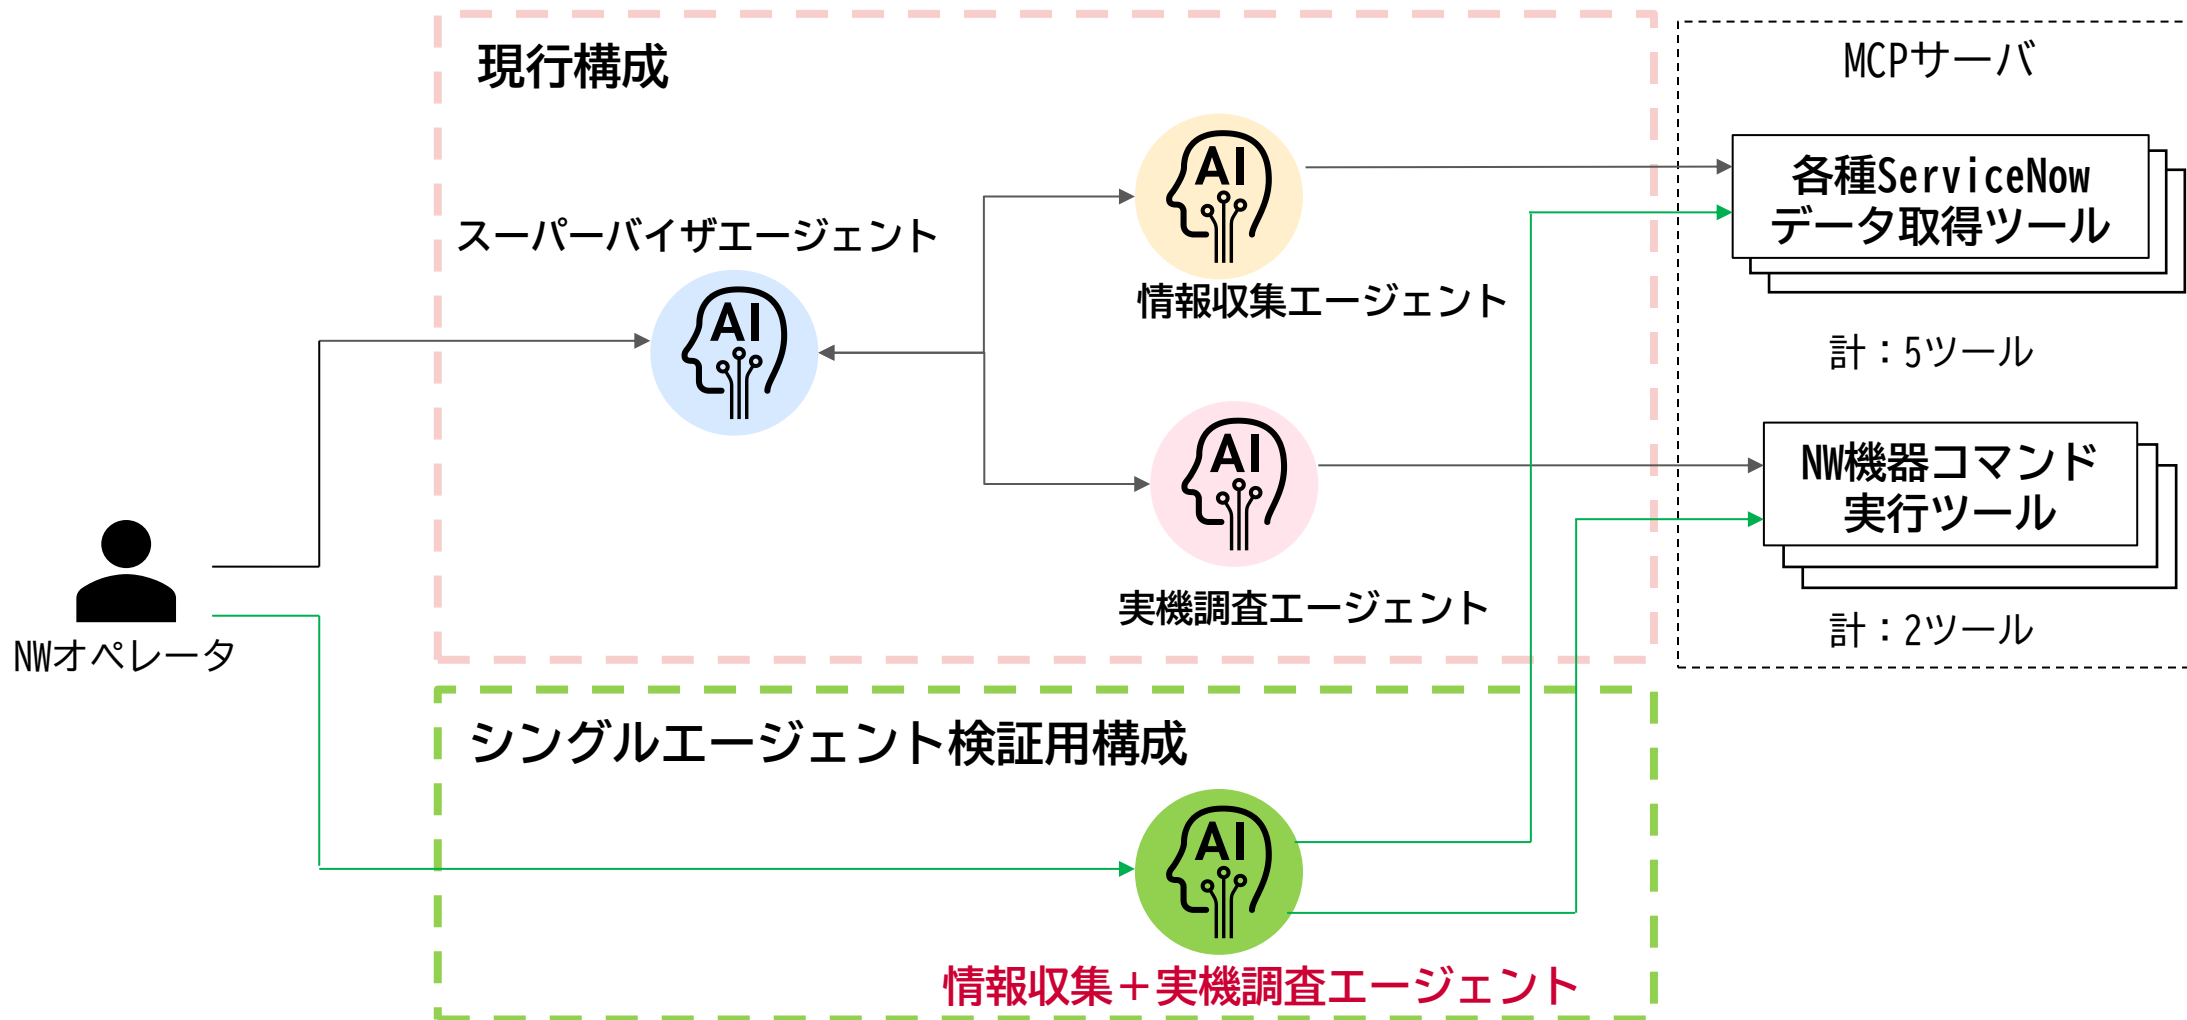 現行構成
MCPサーバ
AI
各種ServiceNow
データ取得ツール
スーパーバイザエージェント
情報収集エージェント
AI
計：5ツール
AI
NW機器コマンド
実行ツール
実機調査エージェント
計：2ツール
NWオペレータ
シングルエージェント検証用構成
AI
情報収集＋実機調査エージェント